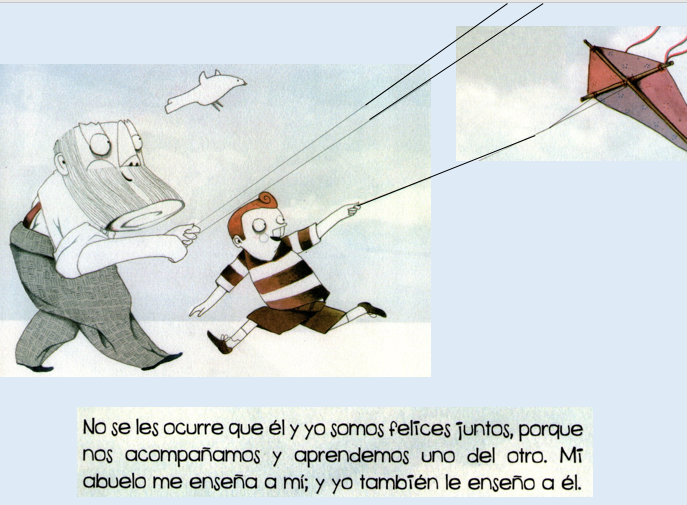 No se les ocurre que él y yo somos felices juntos, porque
nos acompañamos y aprendemos uno del otro. Mi
abuelo me enseña a mí; y yo también le enseño a él.